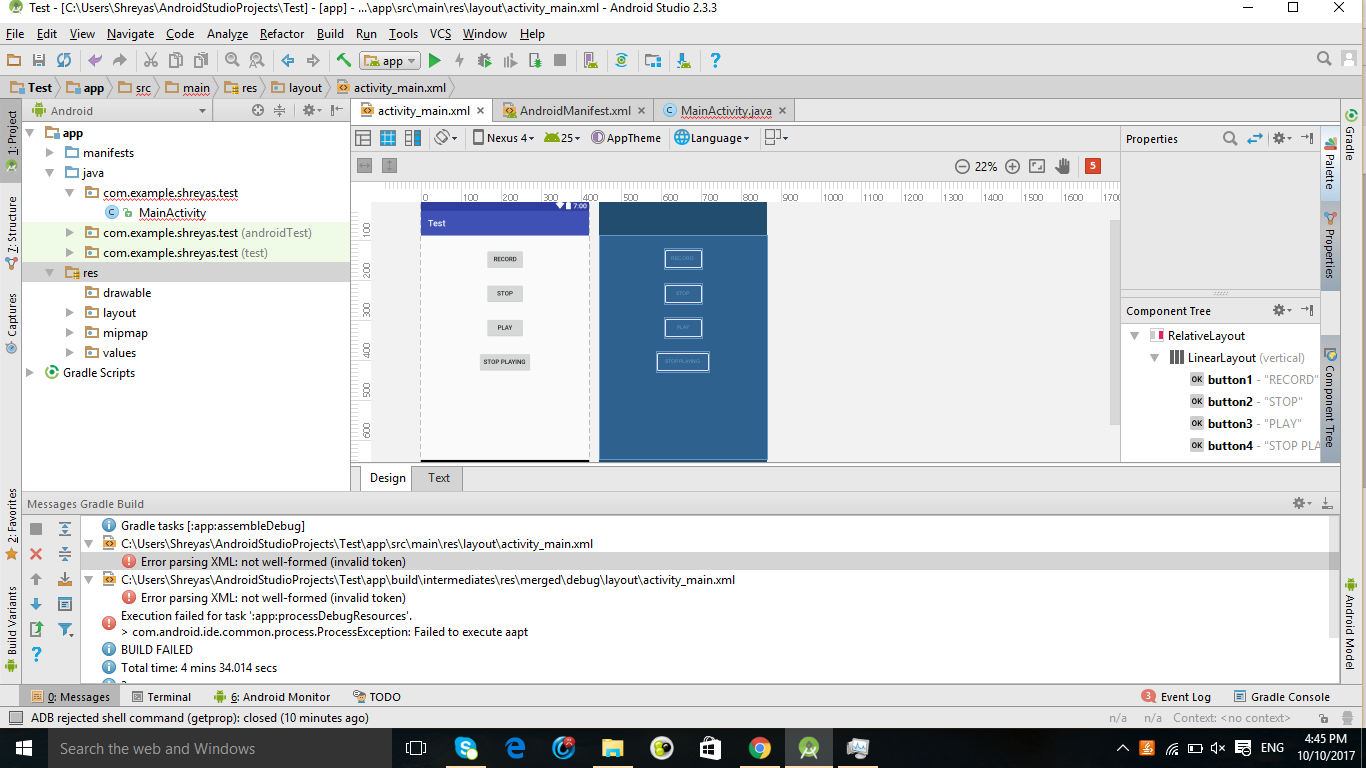 Test - [C:\Users\Shreyas\AndroidStudioProjects\Test] - [app] - ...\app\src\main\res\layout\activity_main.xml - Android Studio 2.3.3
File Edit View Navigate Code Analyze Refactor Build Run Tools VCS Window Help
app
Test app src main res layout activity_main.xml
Android
activity_main.xml AndroidManifest.xml MainActivity.java
1: Project
7: Structure
Captures
2: Favorites
Build Variants
app
manifests
java
com.example.shreyas.test
MainActivity
com.example.shreyas.test (androidTest)
com.example.shreyas.test (test)
res
drawable
layout
mipmap
values
Gradle Scripts
Nexus 4 25 AppTheme Language
22% 5
0 100 200 300 400 500 600 700 800 900 1000 1100 1200 1300 1400 1500 1600 1700
100
200
300
400
500
600
7:00
Test
RECORD
STOP
PLAY
STOP PLAYING
RECORD
STOP
PLAY
STOP PLAYING
Design Text
Properties
Component Tree
RelativeLayout
LinearLayout (vertical)
OK button1 - "RECORD"
OK button2 - "STOP"
OK button3 - "PLAY"
OK button4 - "STOP PLA
Palette
Properties
Component Tree
Gradle
Android Model
Messages Gradle Build
Gradle tasks [:app:assembleDebug]
C:\Users\Shreyas\AndroidStudioProjects\Test\app\src\main\res\layout\activity_main.xml
Error parsing XML: not well-formed (invalid token)
C:\Users\Shreyas\AndroidStudioProjects\Test\app\build\intermediates\res\merged\debug\layout\activity_main.xml
Error parsing XML: not well-formed (invalid token)
Execution failed for task ':app:processDebugResources'.
> com.android.ide.common.process.ProcessException: Failed to execute aapt
BUILD FAILED
Total time: 4 mins 34.014 secs
0: Messages Terminal 6: Android Monitor TODO 3 Event Log Gradle Console
ADB rejected shell command (getprop): closed (10 minutes ago) n/a n/a Context: <no context>
Search the web and Windows
ENG
4:45 PM
10/10/2017